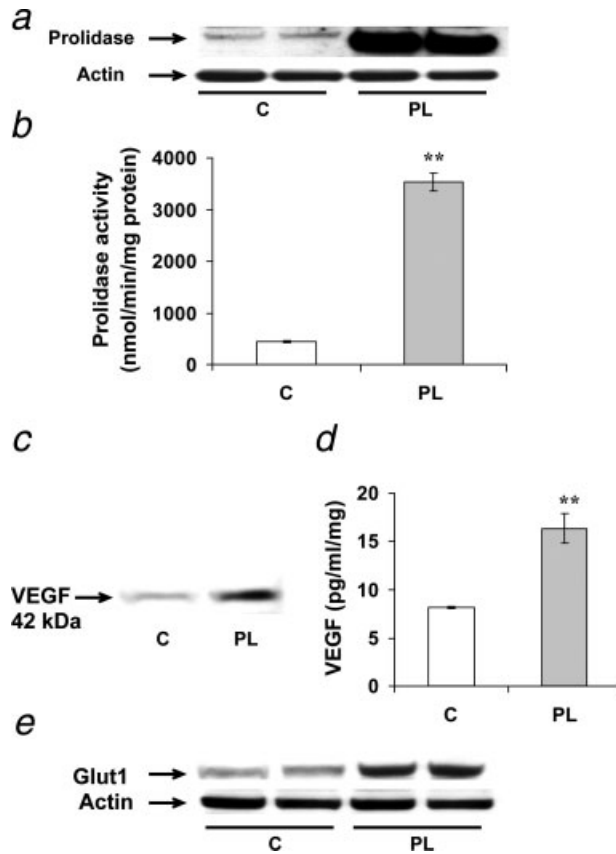 a
Prolidase
Actin
C PL
b
Prolidase activity
(nmol/min/mg protein)
4000
3000
2000
1000
0
**
C PL
c
VEGF
42 kDa
C PL
d
VEGF (pg/ml/mg)
20
15
10
5
0
**
C PL
e
Glut1
Actin
C PL